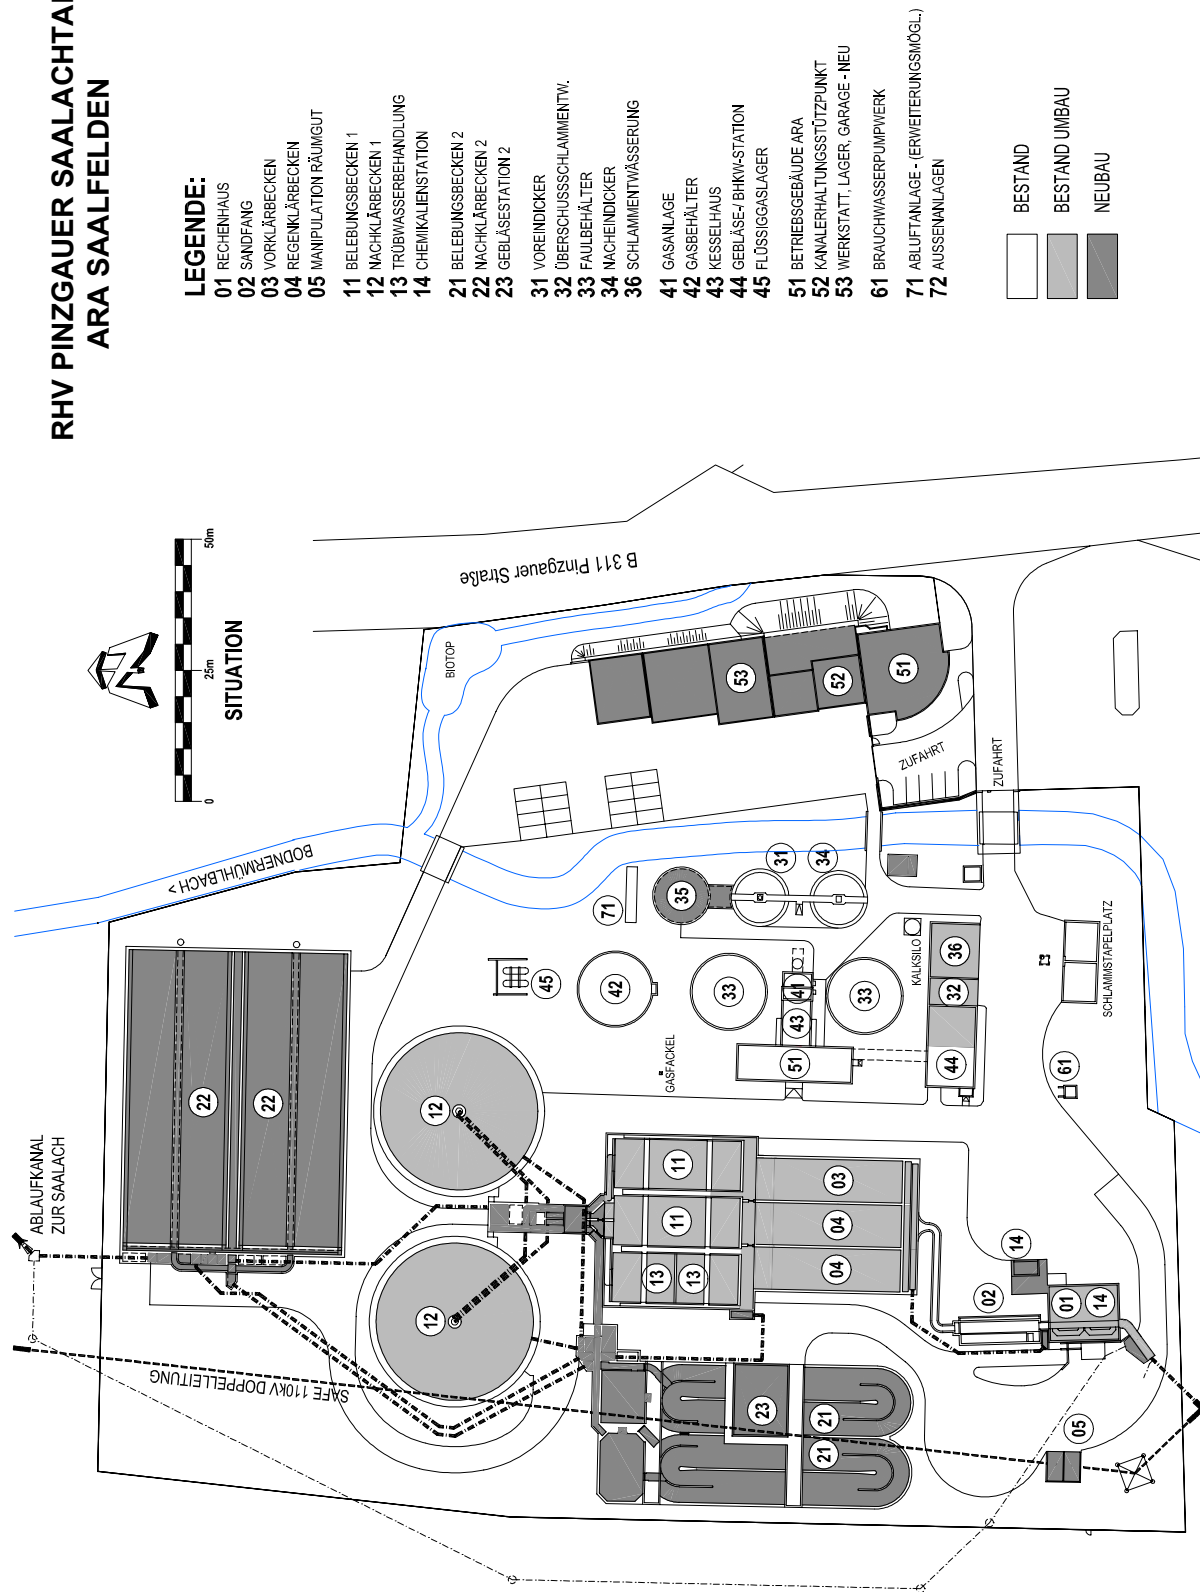 RHV PINZGAUER SAALACHTA
ARA SAALFELDEN
LEGENDE:
01 RECHENHAUS
02 SANDFANG
03 VORKLÄRBECKEN
04 REGENKLÄRBECKEN
05 MANIPULATION RÄUMGUT
11 BELEBUNGSBECKEN 1
12 NACHKLÄRBECKEN 1
13 TRÜBWASSERBEHANDLUNG
14 CHEMIKALIENSTATION
21 BELEBUNGSBECKEN 2
22 NACHKLÄRBECKEN 2
23 GEBLÄSESTATION 2
31 VOREINDICKER
32 ÜBERSCHUSSSCHLAMMENTW.
33 FAULBEHÄLTER
34 NACHEINDICKER
36 SCHLAMMENTWÄSSERUNG
41 GASANLAGE
42 GASBEHÄLTER
43 KESSELHAUS
44 GEBLÄSE-/ BHKW-STATION
45 FLÜSSIGGASLAGER
51 BETRIEBSGEBÄUDE ARA
52 KANALERHALTUNGSSTÜTZPUNKT
53 WERKSTATT, LAGER, GARAGE - NEU
61 BRAUCHWASSERPUMPWERK
71 ABLUFTANLAGE - (ERWEITERUNGSMÖGL.)
72 AUSSENANLAGEN
BESTAND
BESTAND UMBAU
NEUBAU
0
25m
50m
SITUATION
B 311 Pinzgauer Straße
BIOTOP
BODNERMÜHLBACH >
53
52
51
ZUFAHRT
ZUFAHRT
31
34
35
71
45
42
33
41
33
43
51
KALKSILO
36
32
44
GASFACKEL
SCHLAMMSTAPELPLATZ
61
ABLAUFKANAL
ZUR SAALACH
22
22
12
12
11
11
13
13
03
04
04
14
02
01
14
SAFE 110KV DOPPELLEITUNG
23
21
21
05